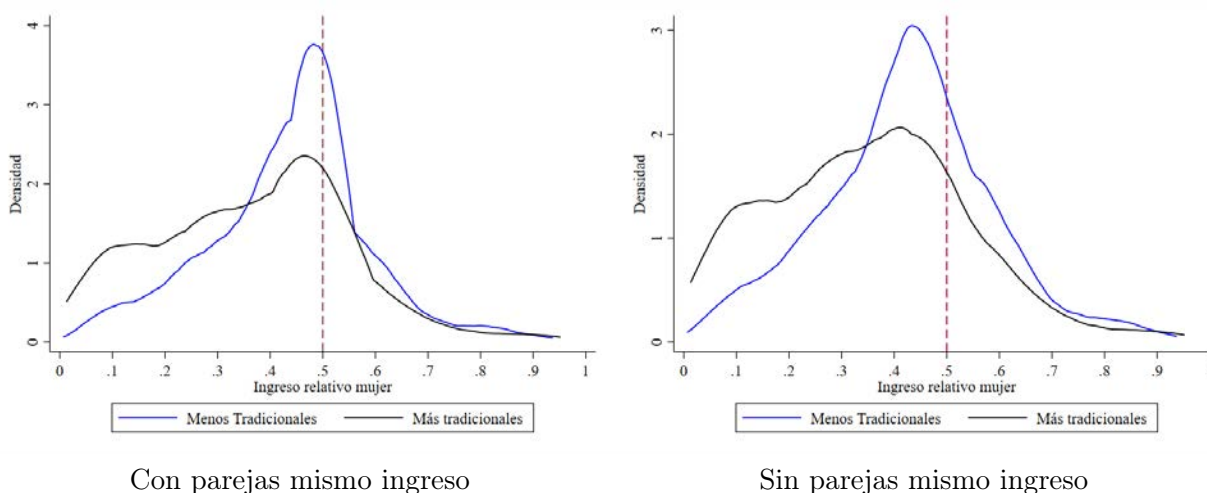 4
3
2
1
0
Densidad
0 .1 .2 .3 .4 .5 .6 .7 .8 .9 1
Ingreso relativo mujer
Menos Tradicionales Más tradicionales
Con parejas mismo ingreso
3
2
1
0
Densidad
0 .1 .2 .3 .4 .5 .6 .7 .8 .9
Ingreso relativo mujer
Menos Tradicionales Más tradicionales
Sin parejas mismo ingreso